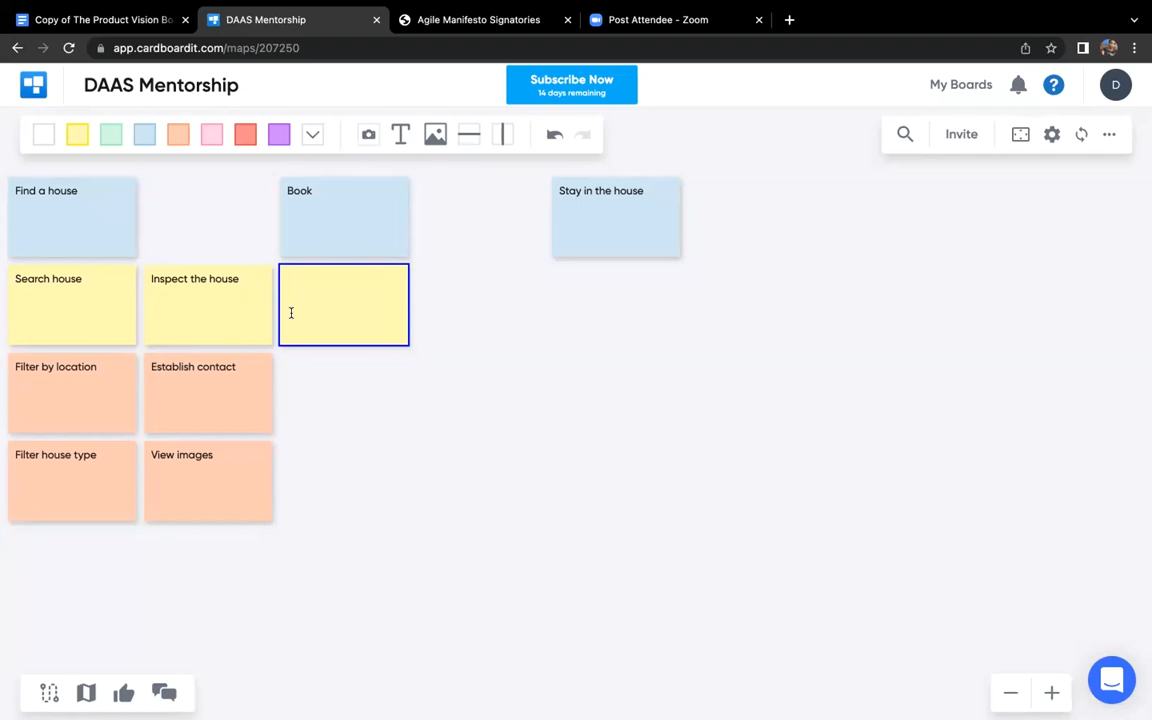 Copy of The Product Vision Bo
DAAS Mentorship
Agile Manifesto Signatories
Post Attendee - Zoom
app.cardboardit.com/maps/207250
DAAS Mentorship
Subscribe Now
14 days remaining
My Boards
?
D
T
Invite
Find a house
Book
Stay in the house
Search house
Inspect the house
Filter by location
Establish contact
Filter house type
View images